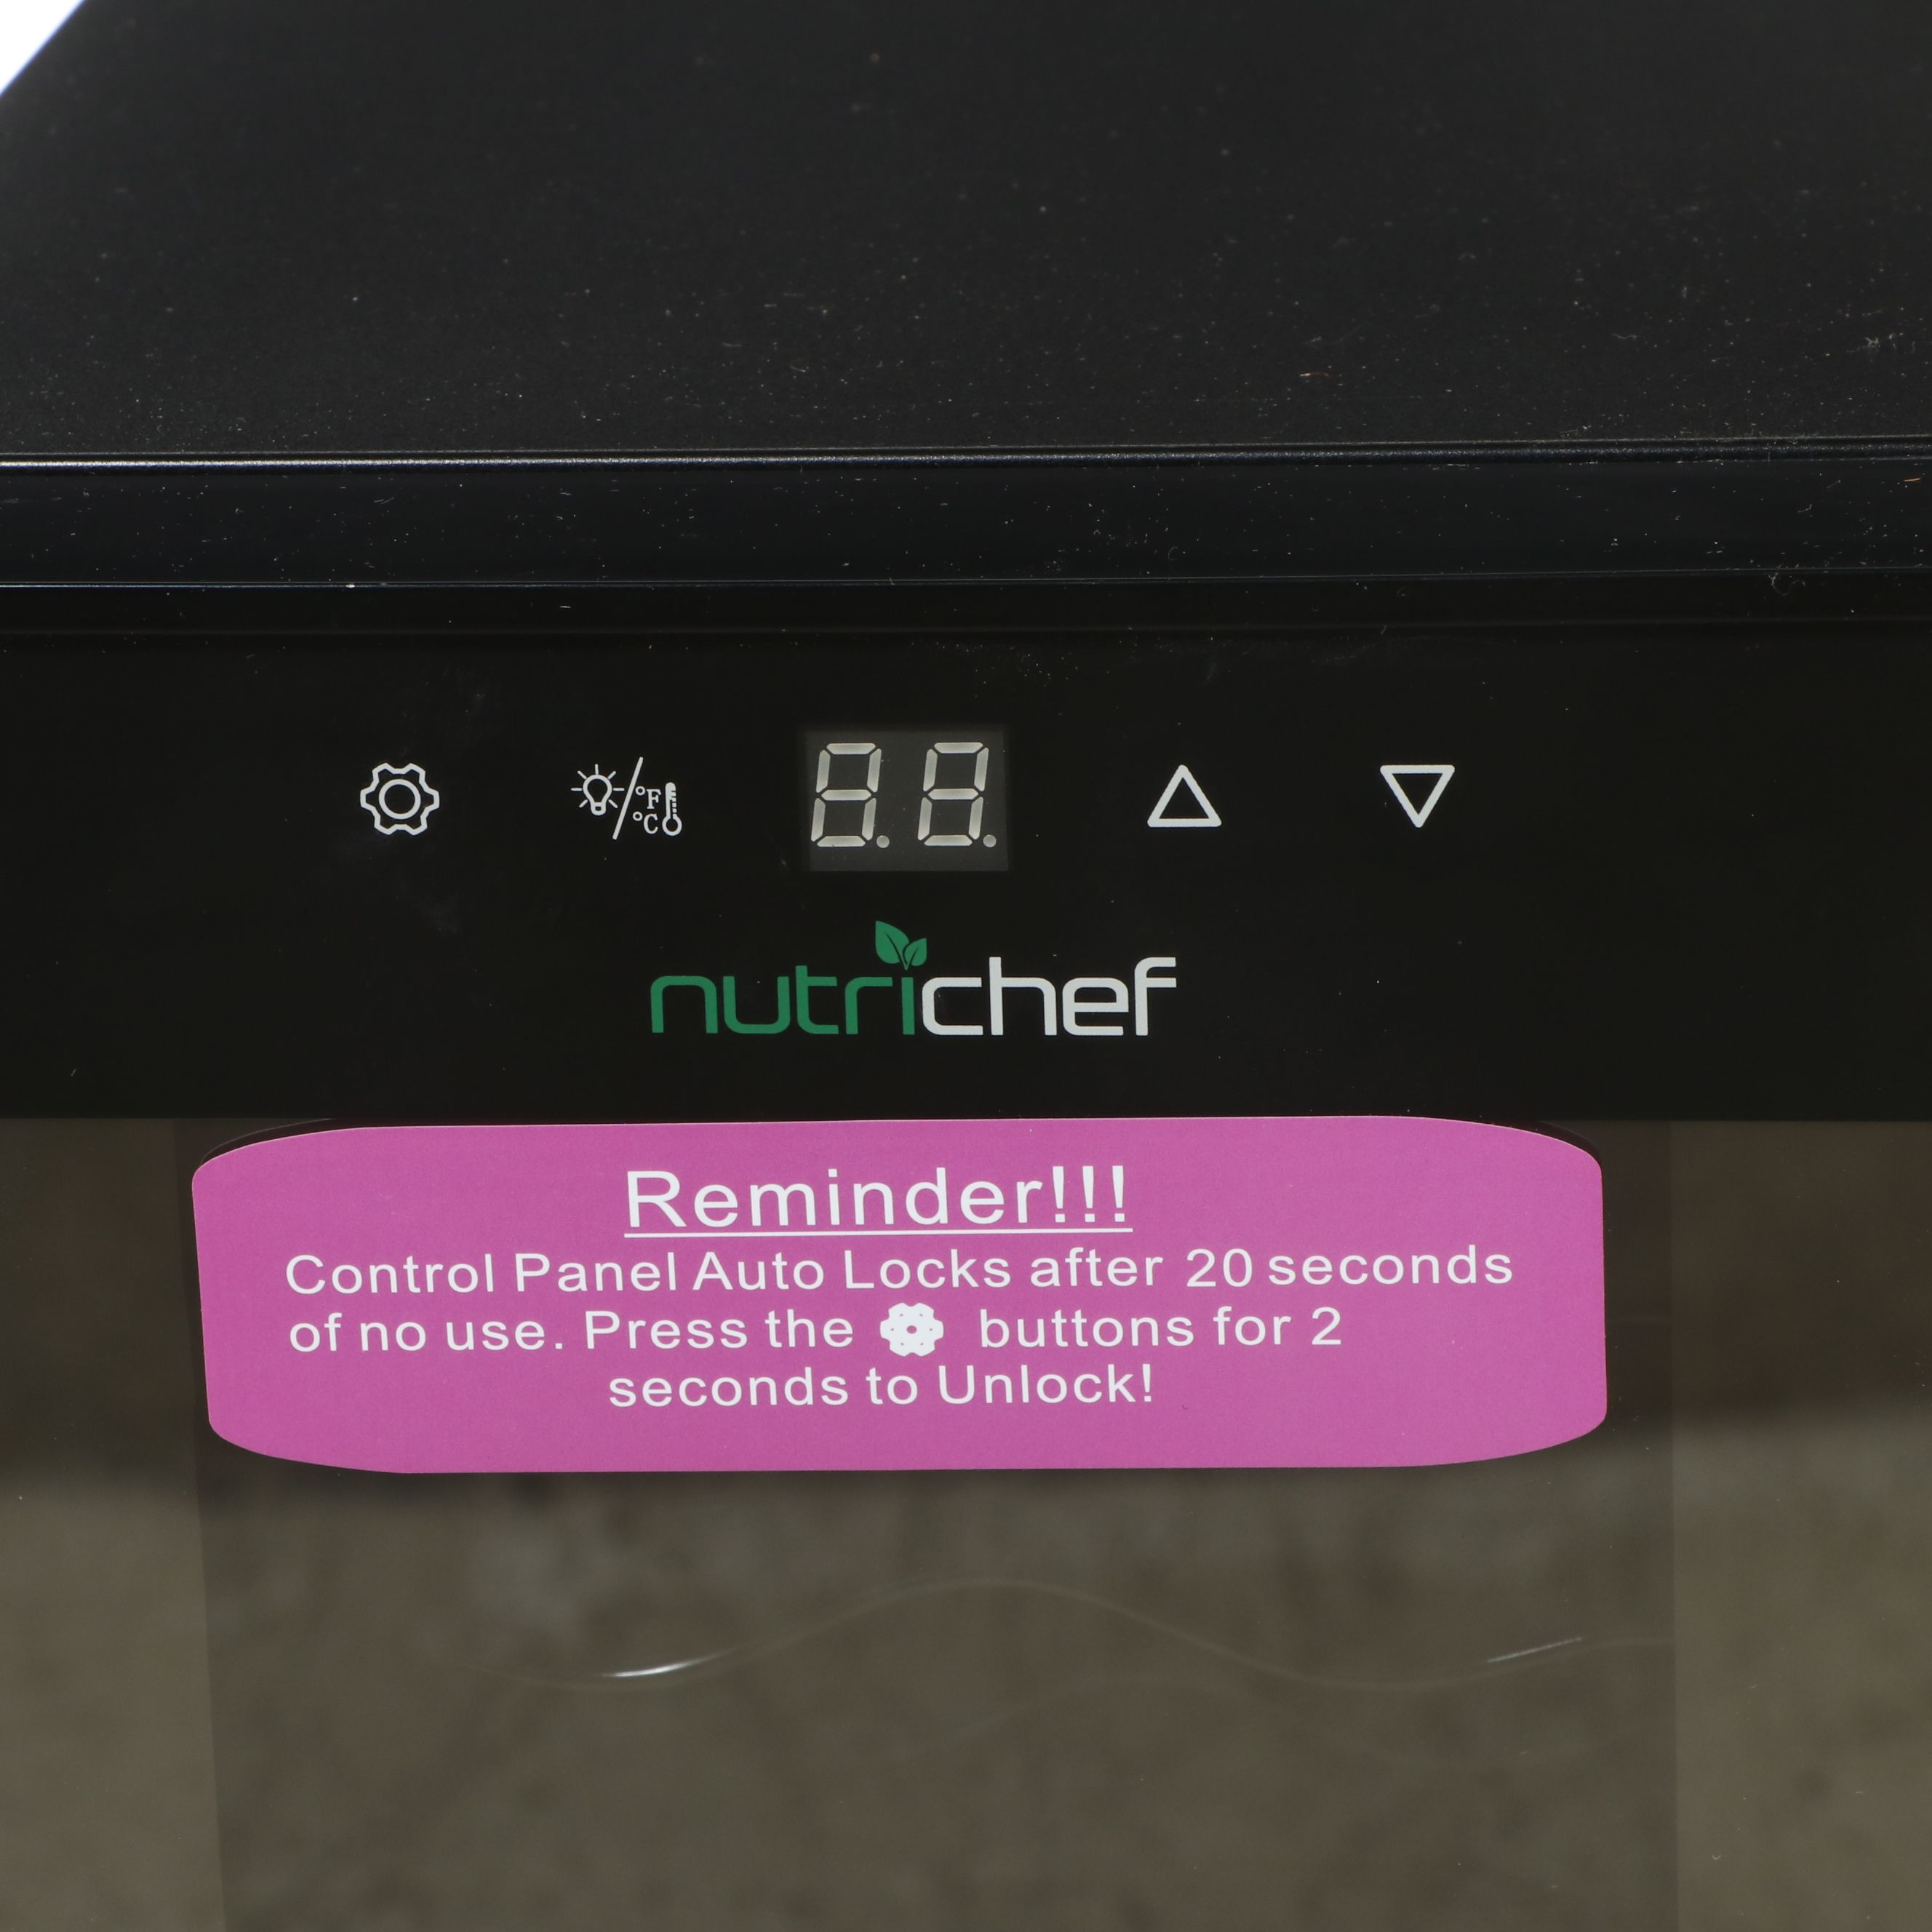 °F
°C
nutrichef
Reminder!!!
Control Panel Auto Locks after 20 seconds
of no use. Press the buttons for 2
seconds to Unlock!